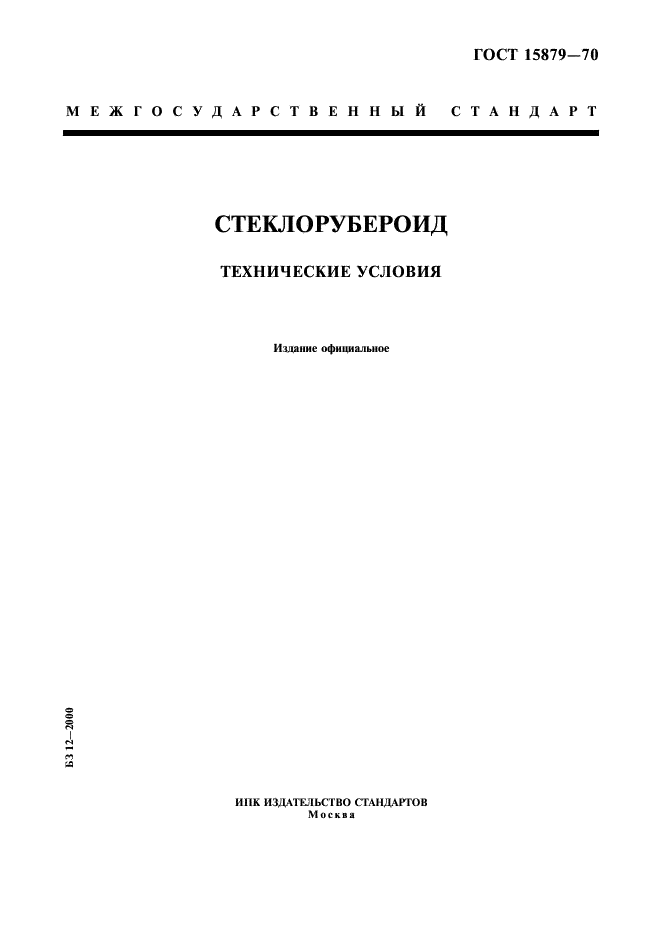 ГОСТ 15879—70
МЕЖГОСУДАРСТВЕННЫЙ СТАНДАРТ
СТЕКЛОРУБЕРОИД
ТЕХНИЧЕСКИЕ УСЛОВИЯ
Издание официальное
БЗ 12—2000
ИПК ИЗДАТЕЛЬСТВО СТАНДАРТОВ
Москва